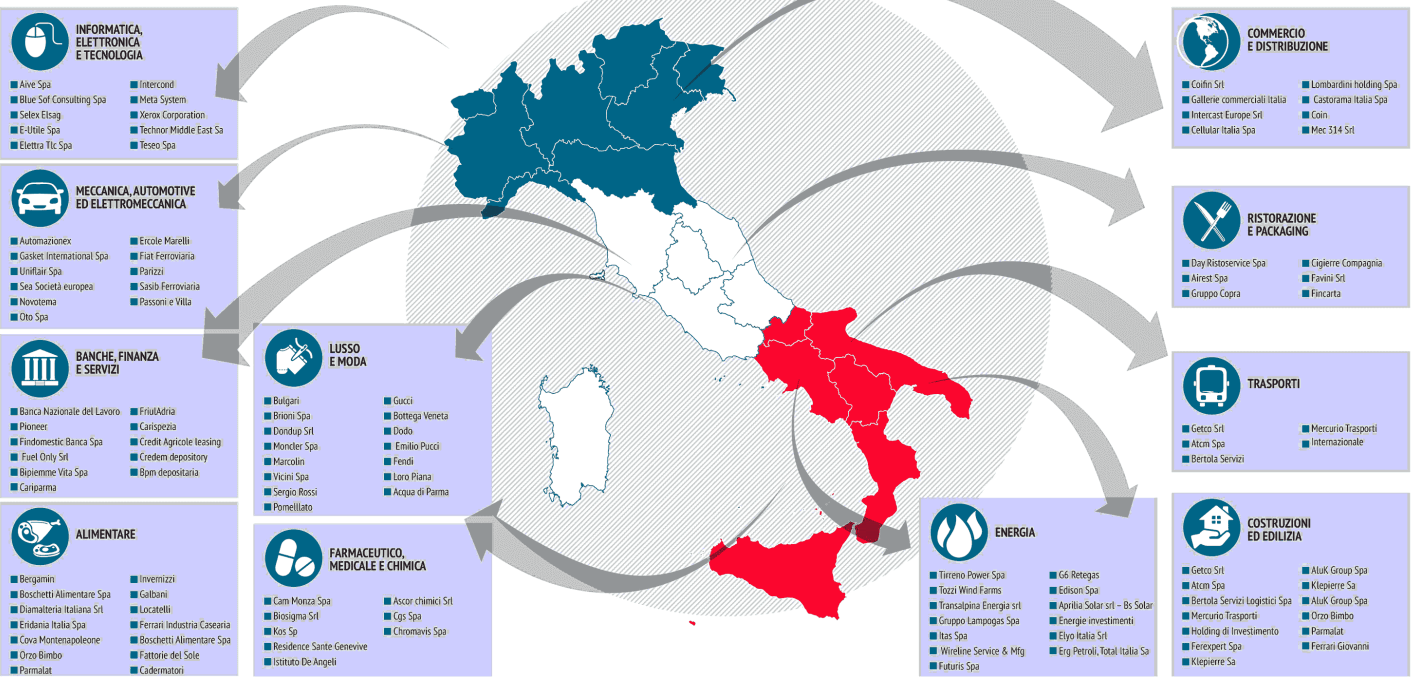 INFORMATICA,
ELETTRONICA
E TECNOLOGIA
Aive Spa
Blue Sof Consulting Spa
Selex Elsag
E-Utile Spa
Elettra Tlc Spa
Intercond
Meta System
Xerox Corporation
Technor Middle East Sa
Teseo Spa
MECCANICA, AUTOMOTIVE
ED ELETTROMECCANICA
Automazionex
Gasket International Spa
Uniflair Spa
Sea Società europea
Novotema
Oto Spa
Ercole Marelli
Fiat Ferroviaria
Parizzi
Sasib Ferroviaria
Passoni e Villa
BANCHE, FINANZA
E SERVIZI
Banca Nazionale del Lavoro
Pioneer
Findomestic Banca Spa
Fuel Only Srl
Bipiemme Vita Spa
Cariparma
FriulAdria
Carispezia
Credit Agricole leasing
Credem depository
Bpm depositaria
ALIMENTARE
Bergamin
Boschetti Alimentare Spa
Diamalteria Italiana Srl
Eridania Italia Spa
Cova Montenapoleone
Orzo Bimbo
Parmalat
Invernizzi
Galbani
Locatelli
Ferrari Industria Casearia
Boschetti Alimentare Spa
Fattorie del Sole
Cadermatori
LUSSO
E MODA
Bulgari
Brioni Spa
Dondup Srl
Moncler Spa
Marcolin
Vicini Spa
Sergio Rossi
Pomelllato
Gucci
Bottega Veneta
Dodo
Emilio Pucci
Fendi
Loro Piana
Acqua di Parma
FARMACEUTICO,
MEDICALE E CHIMICA
Cam Monza Spa
Biosigma Srl
Kos Sp
Residence Sante Genevive
Istituto De Angeli
Ascor chimici Srl
Cgs Spa
Chromavis Spa
ENERGIA
Tirreno Power Spa
Tozzi Wind Farms
Transalpina Energia srl
Gruppo Lampogas Spa
Itas Spa
Wireline Service & Mfg
Futuris Spa
G6 Retegas
Edison Spa
Aprilia Solar srl – Bs Solar
Energie investimenti
Elyo Italia Srl
Erg Petroli, Total Italia Sa
COMMERCIO
E DISTRIBUZIONE
Coifin Srl
Gallerie commerciali Italia
Intercast Europe Srl
Cellular Italia Spa
Lombardini holding Spa
Castorama Italia Spa
Coin
Mec 314 Srl
RISTORAZIONE
E PACKAGING
Day Ristoservice Spa
Airest Spa
Gruppo Copra
Cigierre Compagnia
Favini Srl
Fincarta
TRASPORTI
Getco Srl
Atcm Spa
Bertola Servizi
Mercurio Trasporti
Internazionale
COSTRUZIONI
ED EDILIZIA
Getco Srl
Atcm Spa
Bertola Servizi Logistici Spa
Mercurio Trasporti
Holding di Investimento
Ferexpert Spa
Klepierre Sa
AluK Group Spa
Klepierre Sa
AluK Group Spa
Orzo Bimbo
Parmalat
Ferrari Giovanni